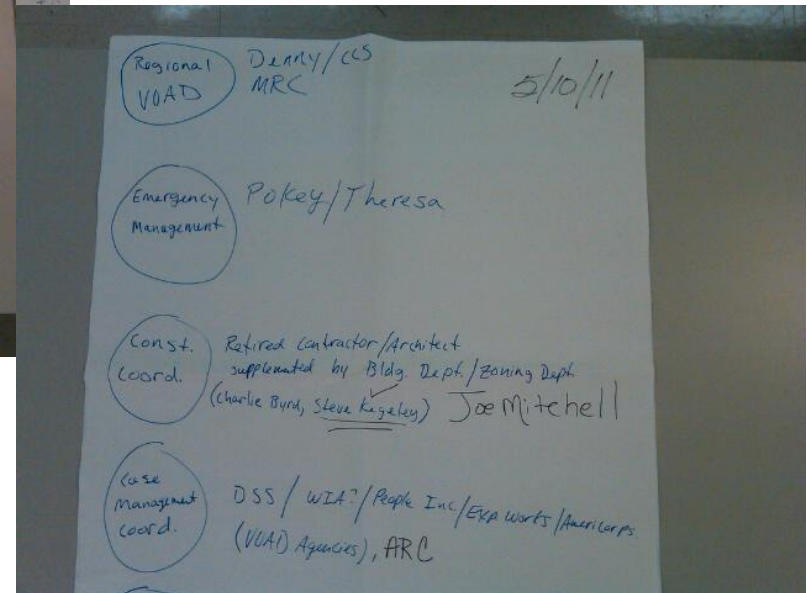 Regional
VOAD
Denny/CCS
MRC
5/10/11
Emergency
Management
Pokey/Theresa
Const.
Coord.
Retired Contractor/Architect
supplemented by Bldg. Dept./Zoning Dept.
(Charlie Byrd, Steve Kegeley) Joe Mitchell
Case
Management
Coord.
DSS/WIA?/People Inc/Exp Works/Americorps
(VOAD Agencies), ARC